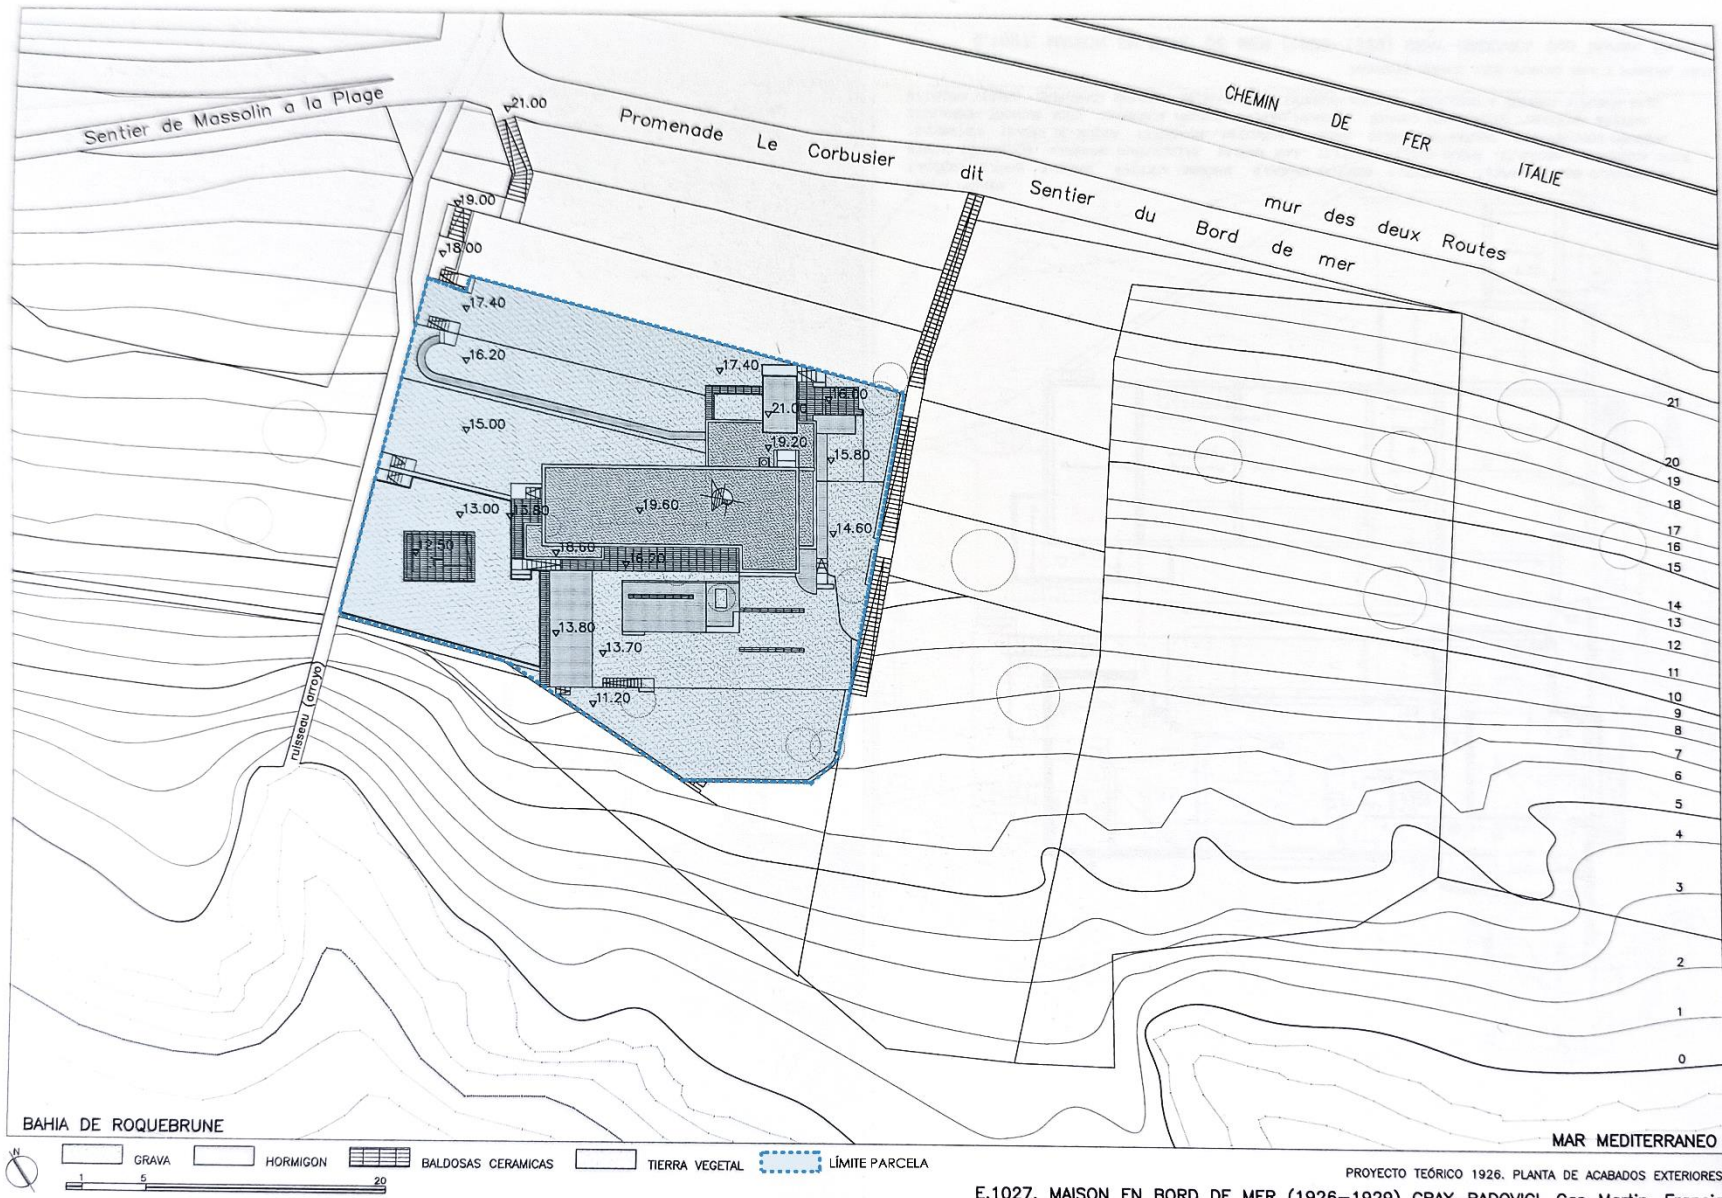 CHEMIN DE FER ITALIE
Sentier de Massolin a la Plage
21.00
Promenade Le Corbusier dit Sentier du Bord de mer
mur des deux Routes
19.00
18.00
17.40
16.20
17.40
16.00
21.00
15.00
19.20
15.80
21
20
19
18
17
16
15
14
13
12
11
10
9
8
7
6
5
4
3
2
1
0
13.00
13.80
19.60
14.60
12.50
18.60
16.20
13.80
13.70
11.20
ruisseau (arroyo)
BAHIA DE ROQUEBRUNE
MAR MEDITERRANEO
N
GRAVA
HORMIGON
BALDOSAS CERAMICAS
TIERRA VEGETAL
LÍMITE PARCELA
1 5 20
PROYECTO TEÓRICO 1926. PLANTA DE ACABADOS EXTERIORES
E.1027. MAISON EN BORD DE MER (1926-1929) GRAY, BADOVICI.